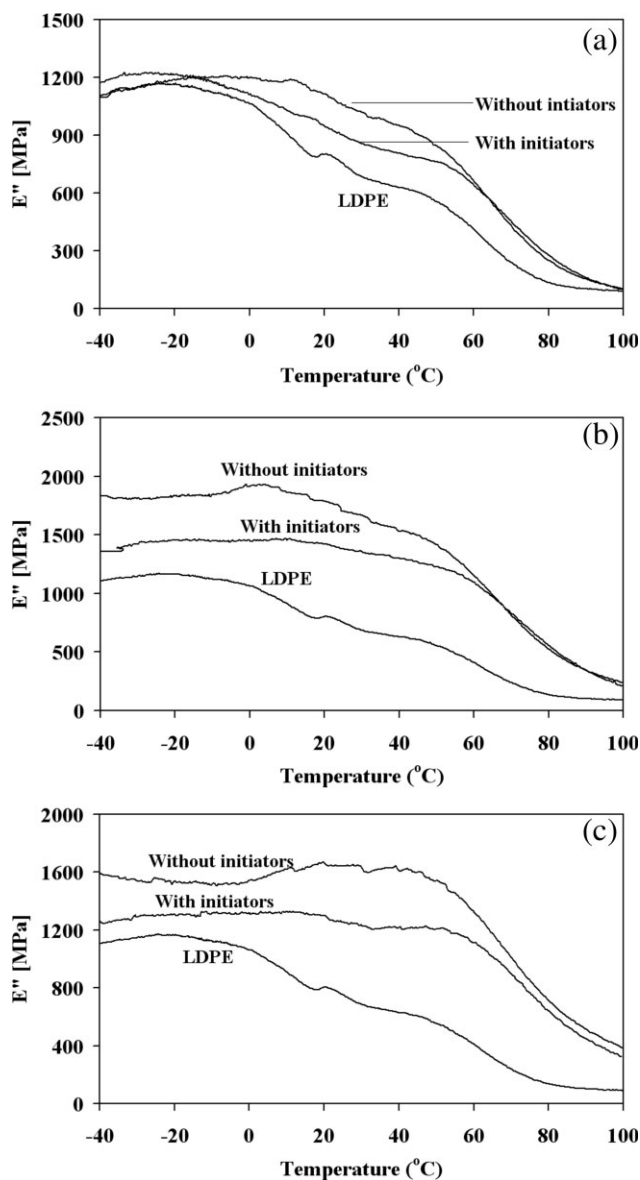 (a)
1500
1200
900
600
300
0
E" [MPa]
Without intiators
With initiators
LDPE
-40 -20 0 20 40 60 80 100
Temperature (°C)
(b)
2500
2000
1500
1000
500
0
E" [MPa]
Without initiators
With initiators
LDPE
-40 -20 0 20 40 60 80 100
Temperature (°C)
(c)
2000
1600
1200
800
400
0
E" [MPa]
Without initiators
With initiators
LDPE
-40 -20 0 20 40 60 80 100
Temperature (°C)